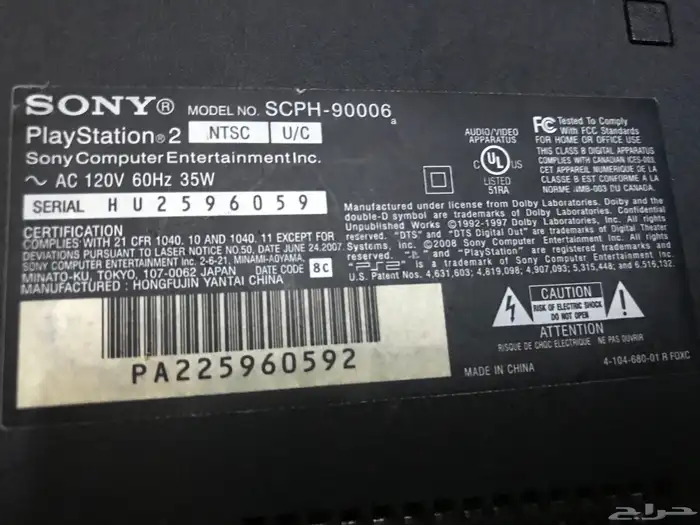 SONY® MODEL NO. SCPH-90006 a
PlayStation®2 NTSC U/C
Sony Computer Entertainment Inc.
~ AC 120V 60Hz 35W
SERIAL HU2596059
CERTIFICATION
COMPLIES WITH 21 CFR 1040. 10 AND 1040. 11 EXCEPT FOR
DEVIATIONS PURSUANT TO LASER NOTICE NO.50, DATE JUNE 24.2007.
SONY COMPUTER ENTERTAINMENT INC. 2-6-21, MINAMI-AOYAMA,
MINATO-KU, TOKYO, 107-0062 JAPAN DATE CODE 8C
MANUFACTURED : HONGFUJIN YANTAI CHINA
PA225960592
AUDIO/VIDEO
APPARATUS
C UL US
LISTED
51RA
FC Tested To Comply
With FCC Standards
FOR HOME OR OFFICE USE
THIS CLASS B DIGITAL APPARATUS
COMPLIES WITH CANADIAN ICES-003.
CET APPAREIL NUMERIQUE DE LA
CLASSE B EST CONFORME A LA
NORME NMB-003 DU CANADA.
Manufactured under license from Dolby Laboratories. Dolby and the
double-D symbol are trademarks of Dolby Laboratories. Confidential
Unpublished Works ©1992-1997 Dolby Laboratories. All rights
reserved. "DTS" and "DTS Digital Out" are trademarks of Digital Theater
Systems, Inc. ©2008 Sony Computer Entertainment Inc. All rights
reserved. " " and "PlayStation" are registered trademarks and
"PS2" is a trademark of Sony Computer Entertainment Inc.
U.S. Patent Nos. 4,631,603; 4,819,098; 4,907,093; 5,315,448; and 6,516,132.
CAUTION
RISK OF ELECTRIC SHOCK
DO NOT OPEN
ATTENTION
RISQUE DE CHOC ELECTRIQUE NE PAS OUVRIR
MADE IN CHINA
4-104-680-01 R FOXC
حراج